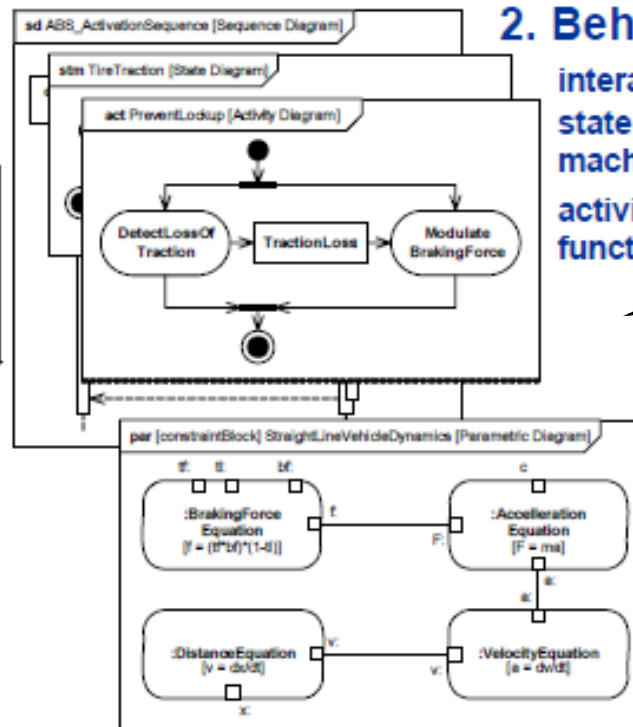 sd ABS_ActivationSequence [Sequence Diagram]
2. Beh
stm TireTraction [State Diagram]
intera
state
mach
act PreventLockup [Activity Diagram]
activi
funct
DetectLossOf
Traction
TractionLoss
Modulate
BrakingForce
par [constraintBlock] StraightLineVehicleDynamics [Parametric Diagram]
tf: tl: bf:
c
:BrakingForce
Equation
[f = (tf*bf)*(1-tl)]
f:
F:
:Accelleration
Equation
[F = ma]
a:
a:
:DistanceEquation
[v = dx/dt]
v:
v:
:VelocityEquation
[a = dv/dt]
x: